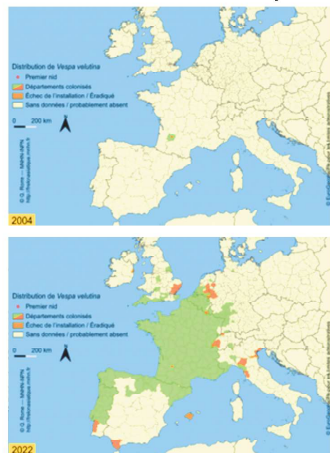 Distribution de Vespa velutina
Premier nid
Départements colonisés
Échec de l'installation / Éradiqué
Sans données / probablement absent
0 200 km
2004
Distribution de Vespa velutina
Premier nid
Départements colonisés
Échec de l'installation / Éradiqué
Sans données / probablement absent
0 200 km
2022